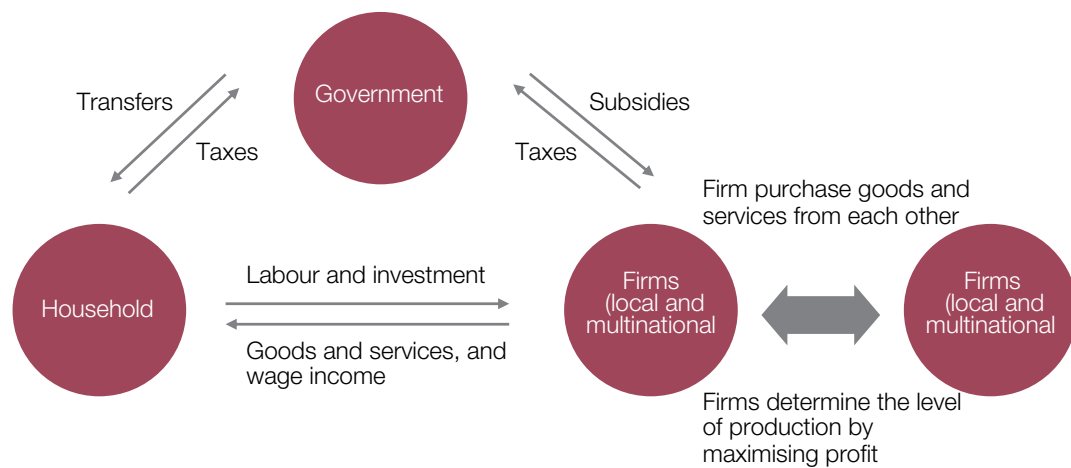 Government
Transfers
Taxes
Subsidies
Taxes
Firm purchase goods and
services from each other
Household
Labour and investment
Goods and services, and
wage income
Firms
(local and
multinational
Firms
(local and
multinational
Firms determine the level
of production by
maximising profit